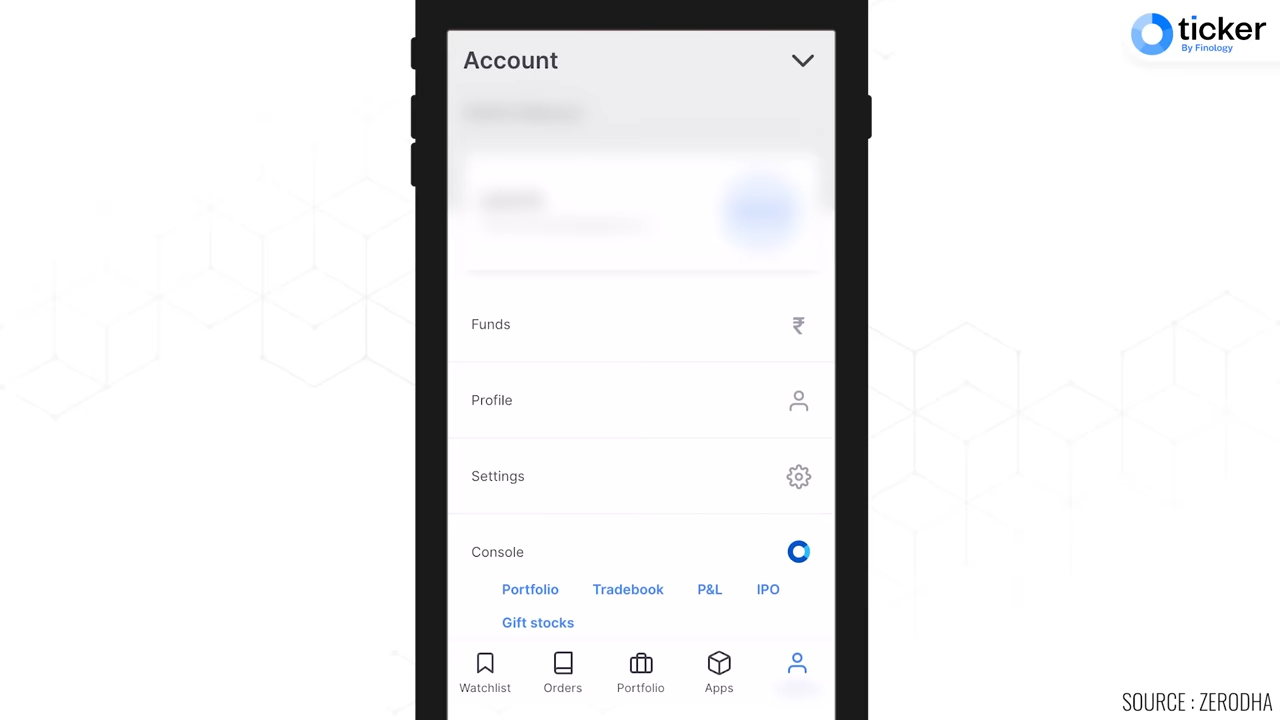 ticker
By Finology
Account
Funds
₹
Profile
Settings
Console
Portfolio Tradebook P&L IPO
Gift stocks
Watchlist Orders Portfolio Apps
SOURCE : ZERODHA